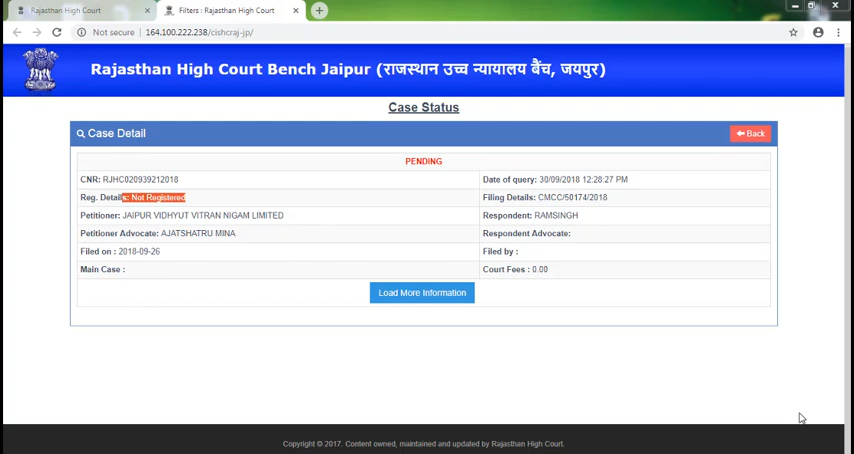 Rajasthan High Court
Filters : Rajasthan High Court
Not secure | 164.100.222.238/cishcraj-jp/
Rajasthan High Court Bench Jaipur (राजस्थान उच्च न्यायालय बैंच, जयपुर)
Case Status
Case Detail
Back
PENDING
CNR: RJHC020939212018
Date of query: 30/09/2018 12:28:27 PM
Reg. Details: Not Registered
Filing Details: CMCC/50174/2018
Petitioner: JAIPUR VIDHYUT VITRAN NIGAM LIMITED
Respondent: RAMSINGH
Petitioner Advocate: AJATSHATRU MINA
Respondent Advocate:
Filed on : 2018-09-26
Filed by :
Main Case :
Court Fees : 0.00
Load More Information
Copyright © 2017. Content owned, maintained and updated by Rajasthan High Court.